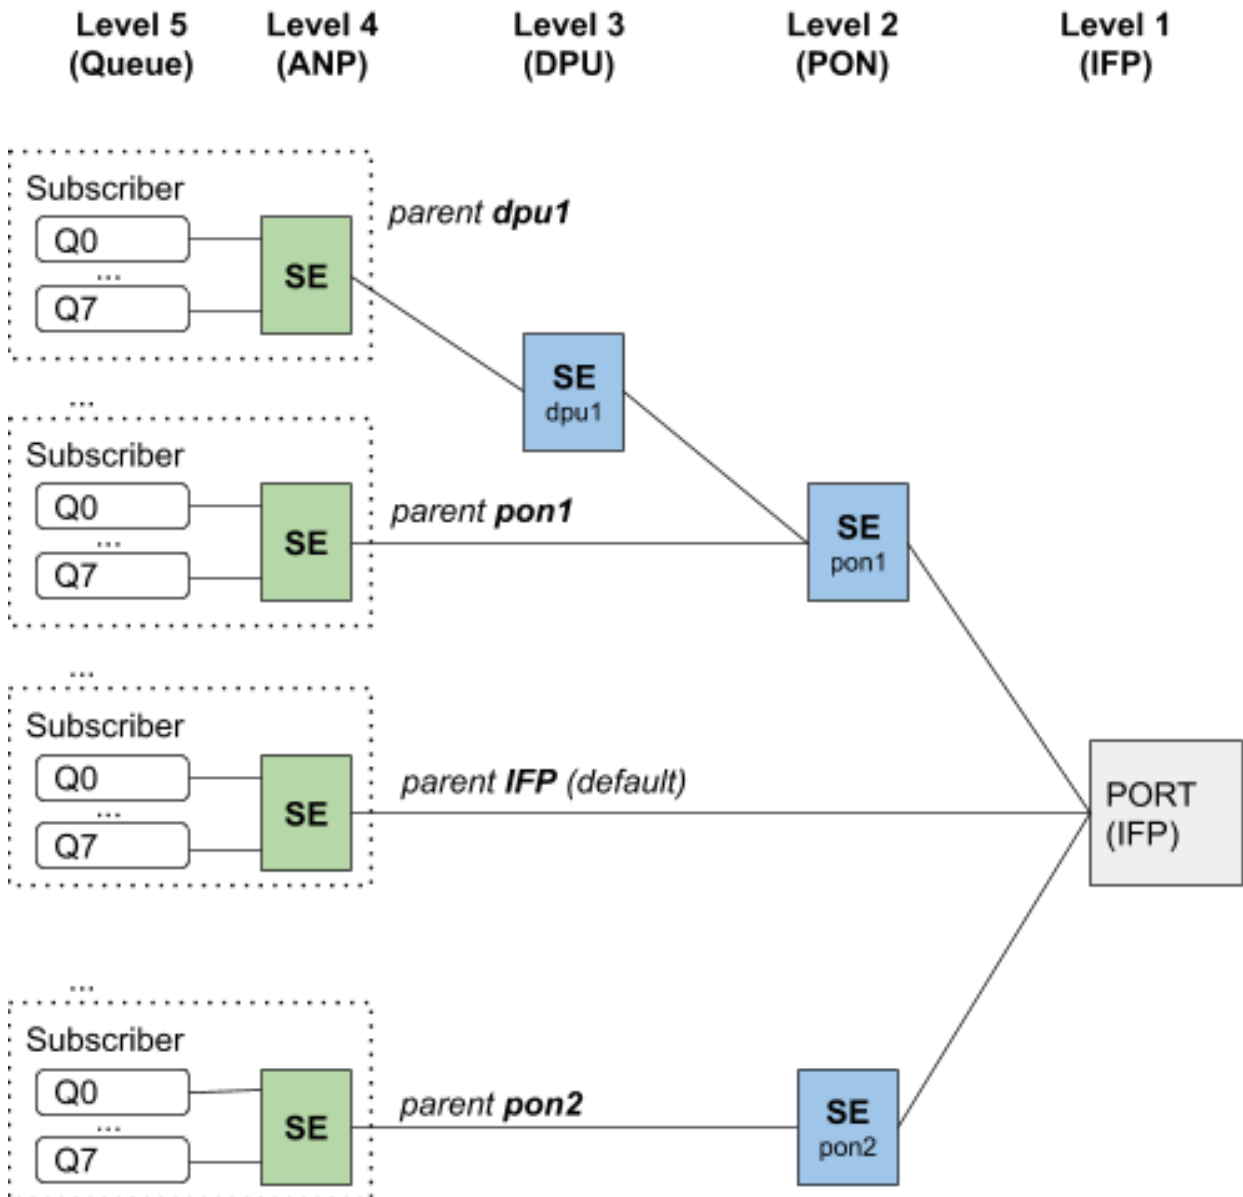 Level 5
(Queue)
Level 4
(ANP)
Level 3
(DPU)
Level 2
(PON)
Level 1
(IFP)
Subscriber
Q0
...
Q7
SE
parent dpu1
SE
dpu1
...
Subscriber
Q0
...
Q7
SE
parent pon1
SE
pon1
...
Subscriber
Q0
...
Q7
SE
parent IFP (default)
PORT
(IFP)
...
Subscriber
Q0
...
Q7
SE
parent pon2
SE
pon2